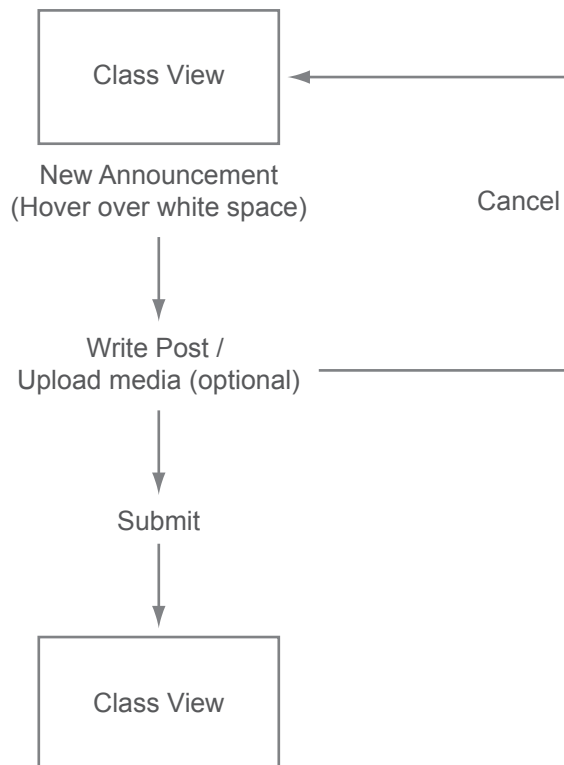 Class View
New Announcement
(Hover over white space)
Cancel
Write Post /
Upload media (optional)
Submit
Class View